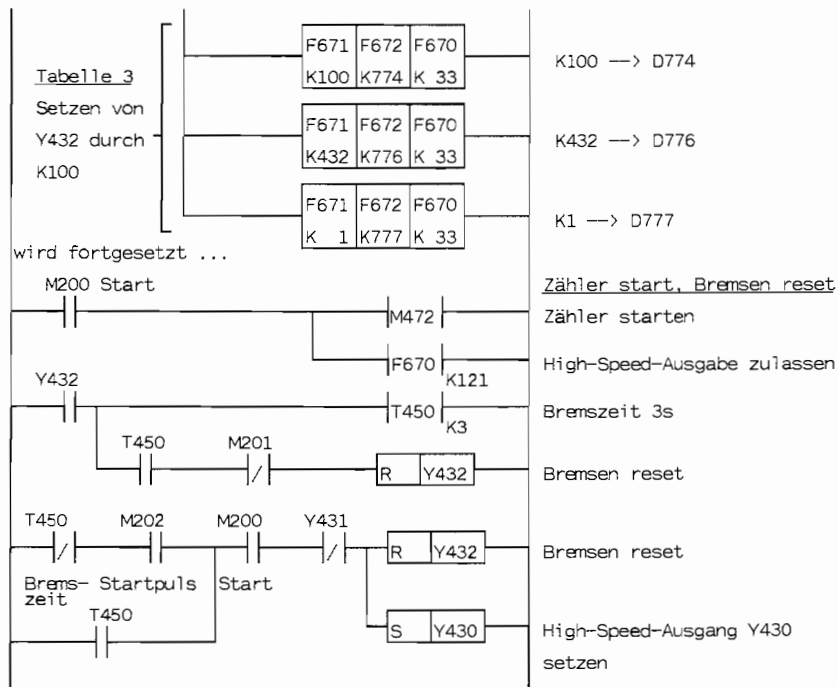 F671 F672 F670
K100 K774 K 33
K100 --> D774
Tabelle 3
Setzen von
Y432 durch
K100
F671 F672 F670
K432 K776 K 33
K432 --> D776
F671 F672 F670
K 1 K777 K 33
K1 --> D777
wird fortgesetzt ...
M200 Start
Zähler start, Bremsen reset
M472
Zähler starten
F670
K121
High-Speed-Ausgabe zulassen
Y432
T450
K3
Bremszeit 3s
T450 M201
R Y432
Bremsen reset
T450 M202 M200 Y431
R Y432
Bremsen reset
Brems- Startpuls Start
zeit
T450
S Y430
High-Speed-Ausgang Y430
setzen